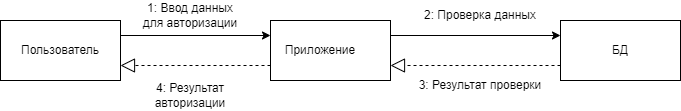 1: Ввод данных
для авторизации
2: Проверка данных
Пользователь
Приложение
БД
4: Результат
авторизации
3: Результат проверки